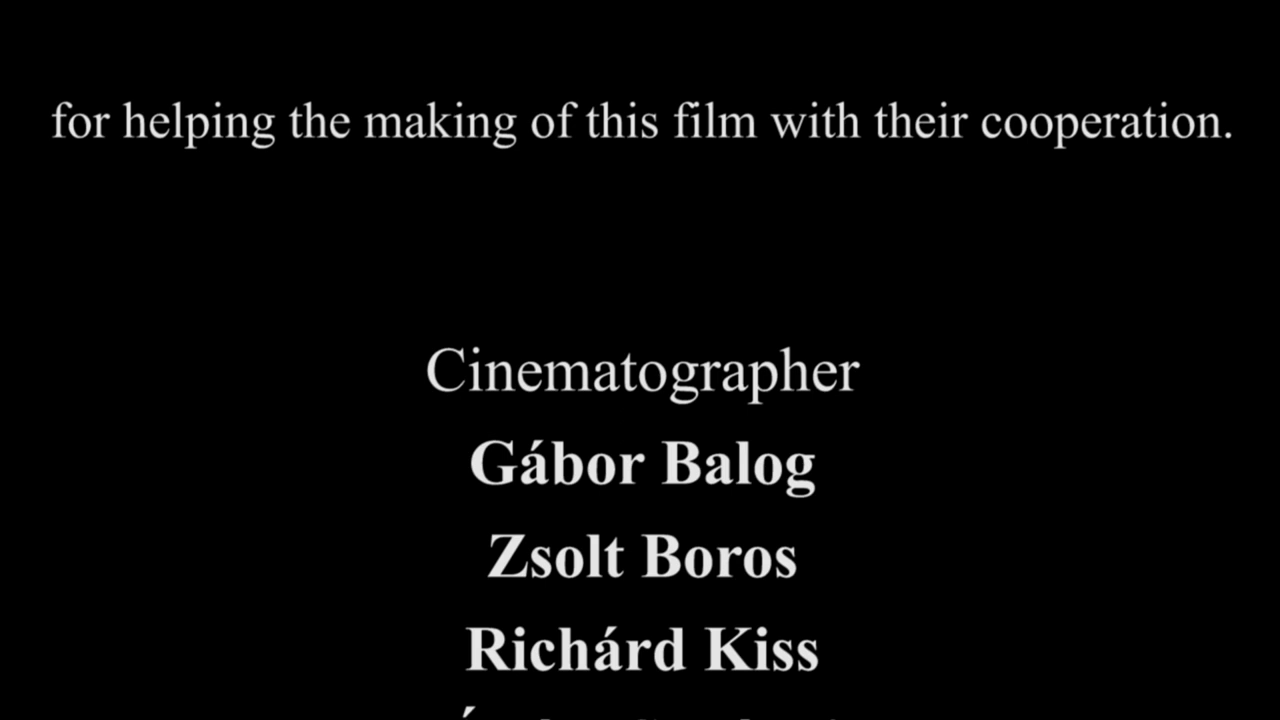 for helping the making of this film with their cooperation.
Cinematographer
Gábor Balog
Zsolt Boros
Richárd Kiss